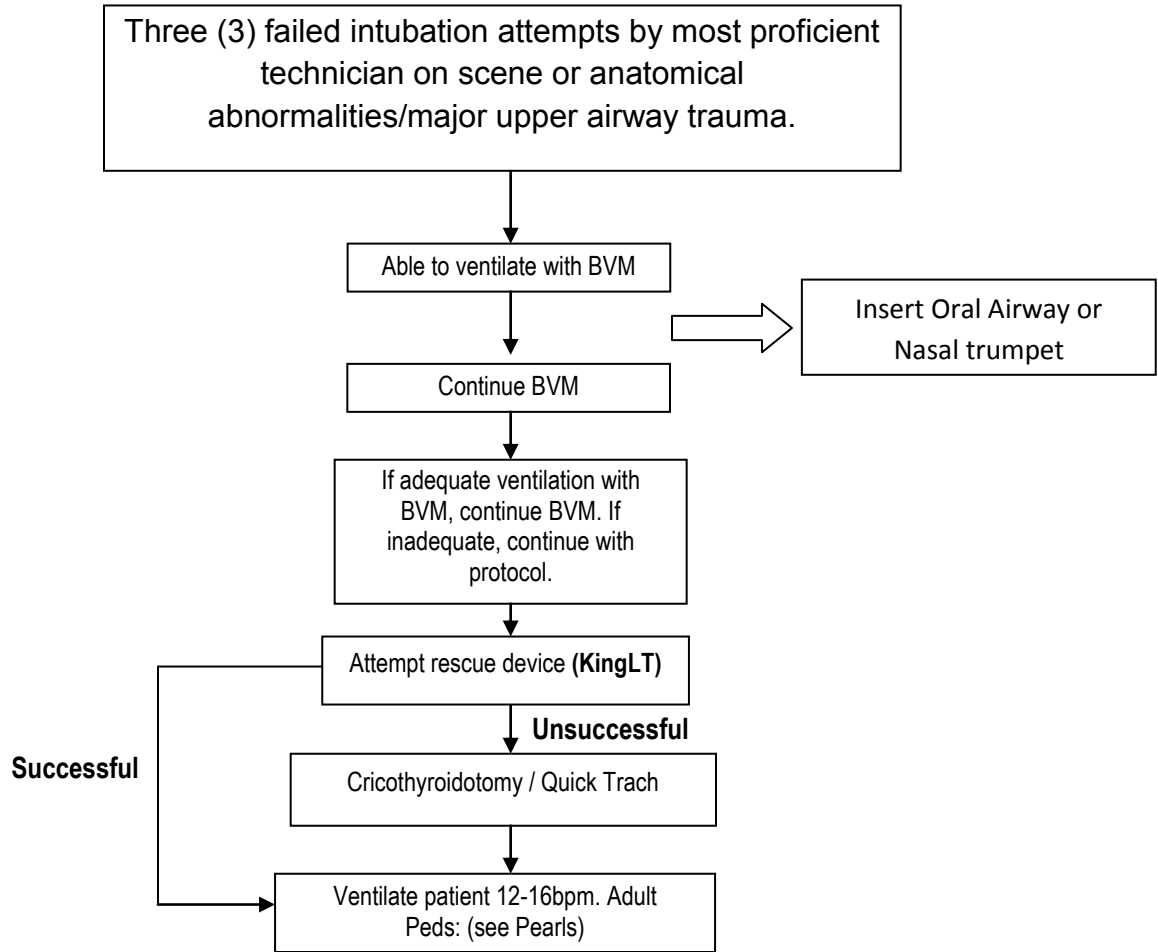 Three (3) failed intubation attempts by most proficient
technician on scene or anatomical
abnormalities/major upper airway trauma.
Able to ventilate with BVM
Insert Oral Airway or
Nasal trumpet
Continue BVM
If adequate ventilation with
BVM, continue BVM. If
inadequate, continue with
protocol.
Attempt rescue device (KingLT)
Unsuccessful
Successful
Cricothyroidotomy / Quick Trach
Ventilate patient 12-16bpm. Adult
Peds: (see Pearls)